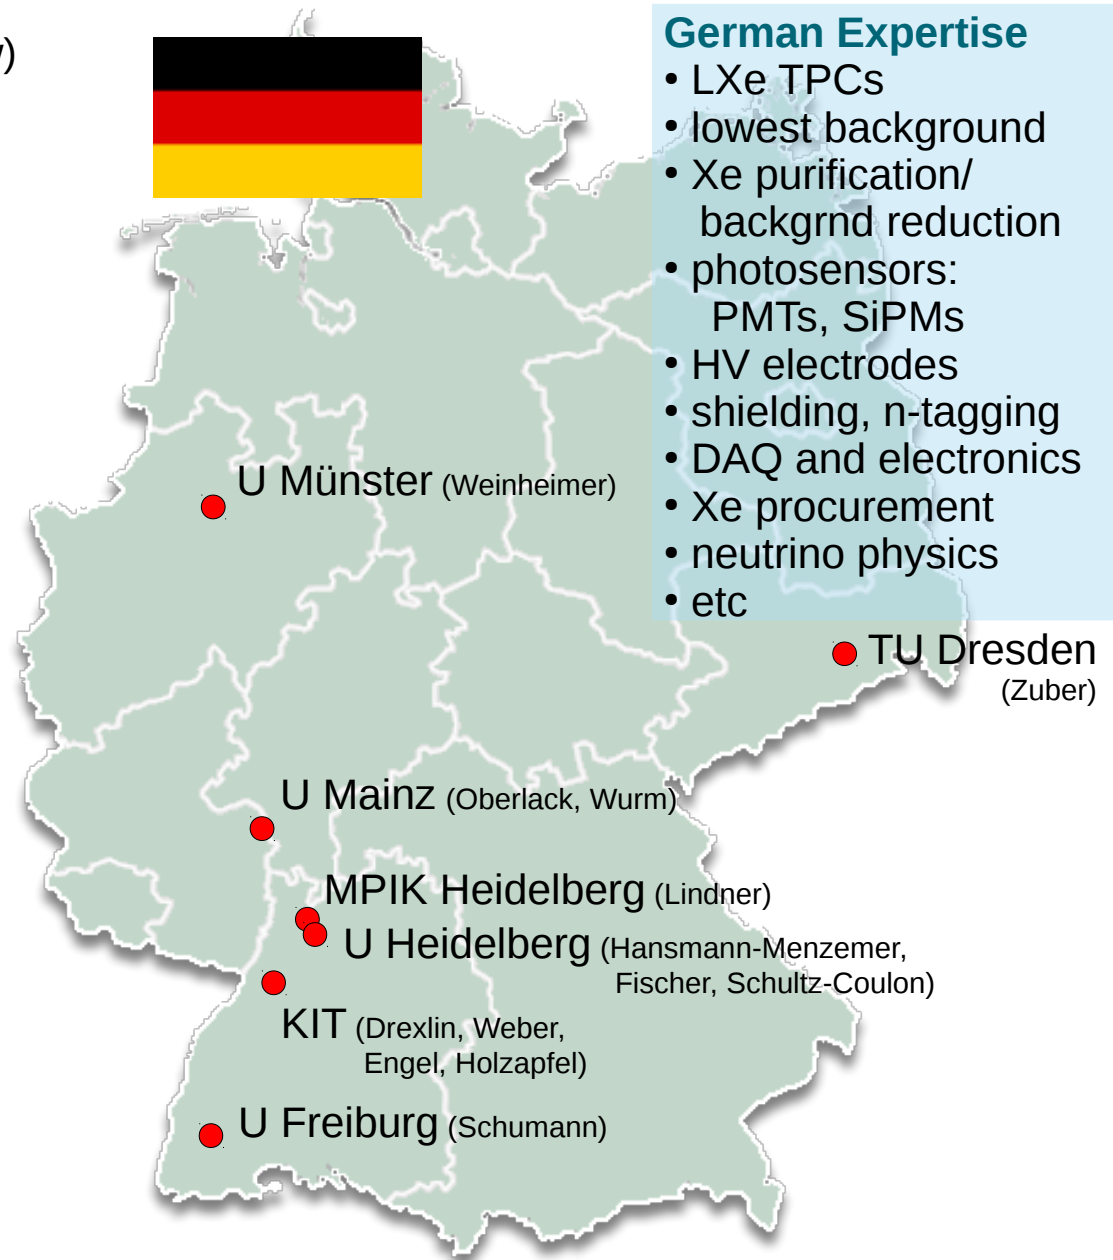 German Expertise
• LXe TPCs
• lowest background
• Xe purification/
backgrnd reduction
• photosensors:
PMTs, SiPMs
• HV electrodes
• shielding, n-tagging
• DAQ and electronics
• Xe procurement
• neutrino physics
• etc
U Münster (Weinheimer)
TU Dresden
(Zuber)
U Mainz (Oberlack, Wurm)
MPIK Heidelberg (Lindner)
U Heidelberg (Hansmann-Menzemer,
Fischer, Schultz-Coulon)
KIT (Drexlin, Weber,
Engel, Holzapfel)
U Freiburg (Schumann)